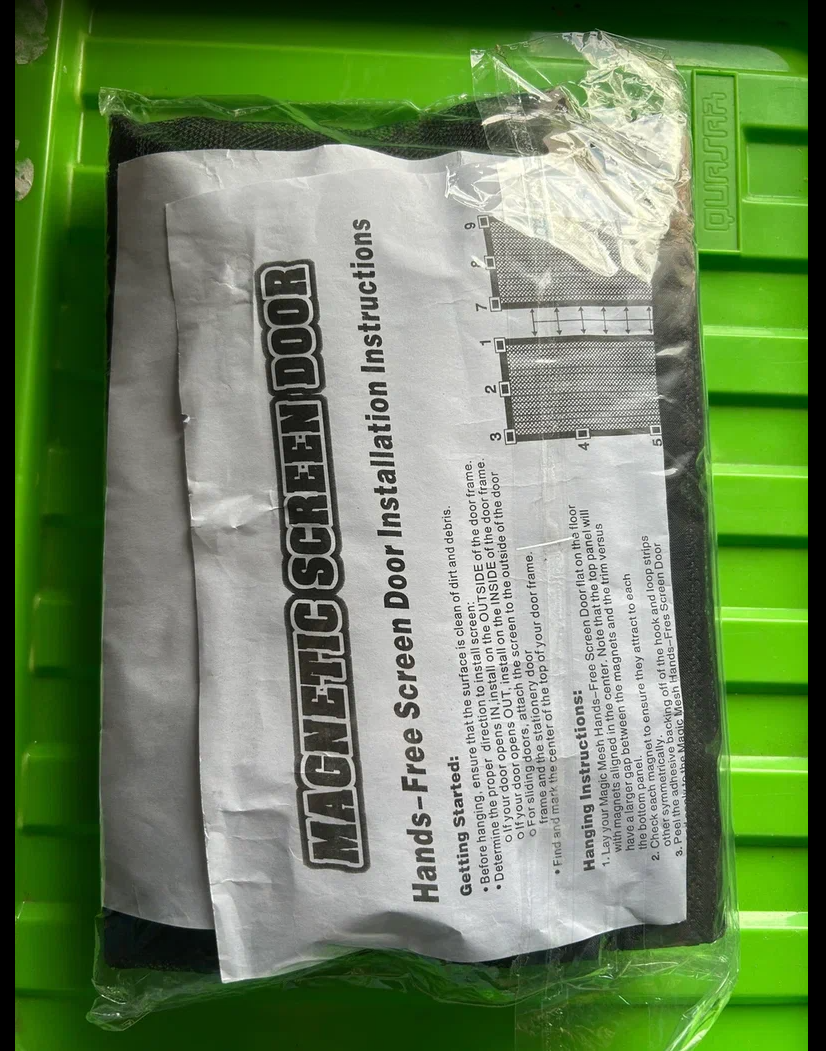 MAGNETIC SCREEN DOOR
Hands-Free Screen Door Installation Instructions
Getting Started:
• Before hanging, ensure that the surface is clean of dirt and debris.
• Determine the proper direction to install screen:
o If your door opens IN,install on the OUTSIDE of the door frame.
o If your door opens OUT, install on the INSIDE of the door frame.
o For sliding doors, attach the screen to the outside of the door
frame and the stationery door
• Find and mark the center of the top of your door frame.
Hanging Instructions:
1. Lay your Magic Mesh Hands-Free Screen Door flat on the floor
with magnets aligned in the center. Note that the top panel will
have a larger gap between the magnets and the trim versus
the bottom panel.
2. Check each magnet to ensure they attract to each
other symmetrically.
3. Peel the adhesive backing off of the hook and loop strips
the Magic Mesh Hands-Fres Screen Door
3
2
1
7
9
4
5
QUASAR